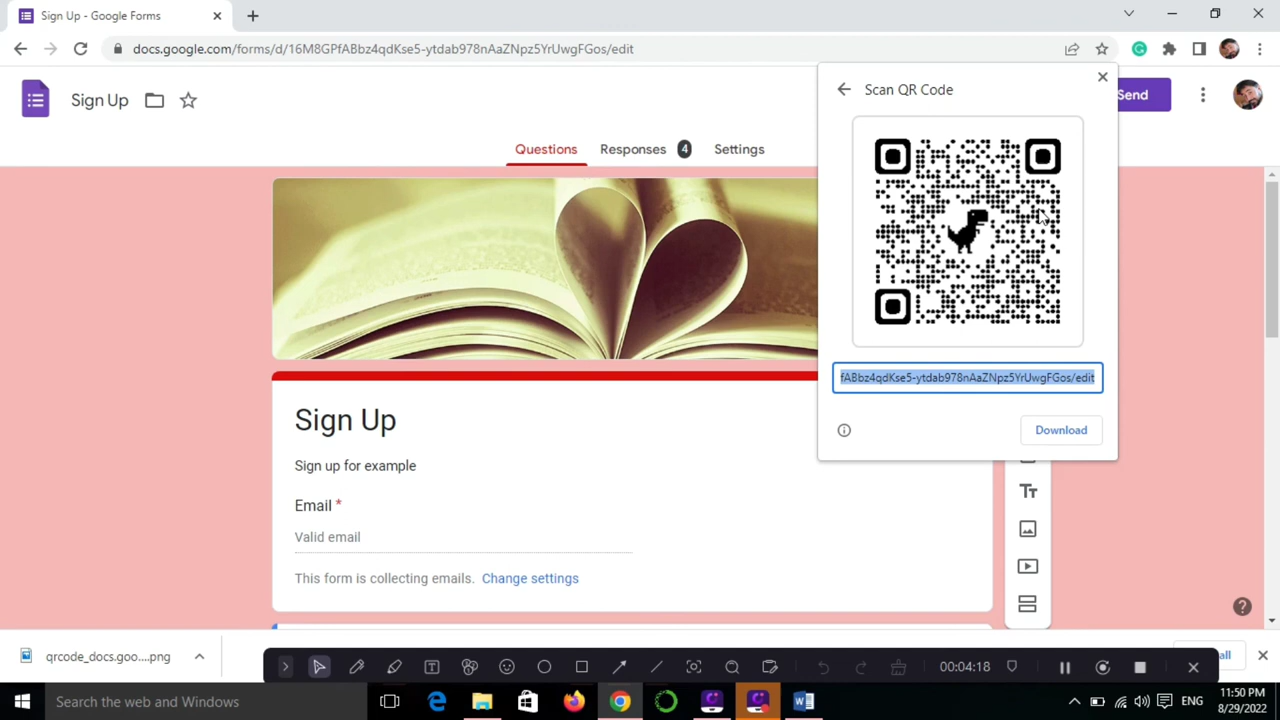 Sign Up - Google Forms
docs.google.com/forms/d/16M8GPfABbz4qdKse5-ytdab978nAaZNpz5YrUwgFGos/edit
Sign Up
Send
Scan QR Code
Questions
Responses 4
Settings
fABbz4qdKse5-ytdab978nAaZNpz5YrUwgFGos/edit
Download
Sign Up
Sign up for example
Email *
Valid email
This form is collecting emails. Change settings
Tт
qrcode_docs.goo....png
all
00:04:18
Search the web and Windows
ENG
11:50 PM
8/29/2022